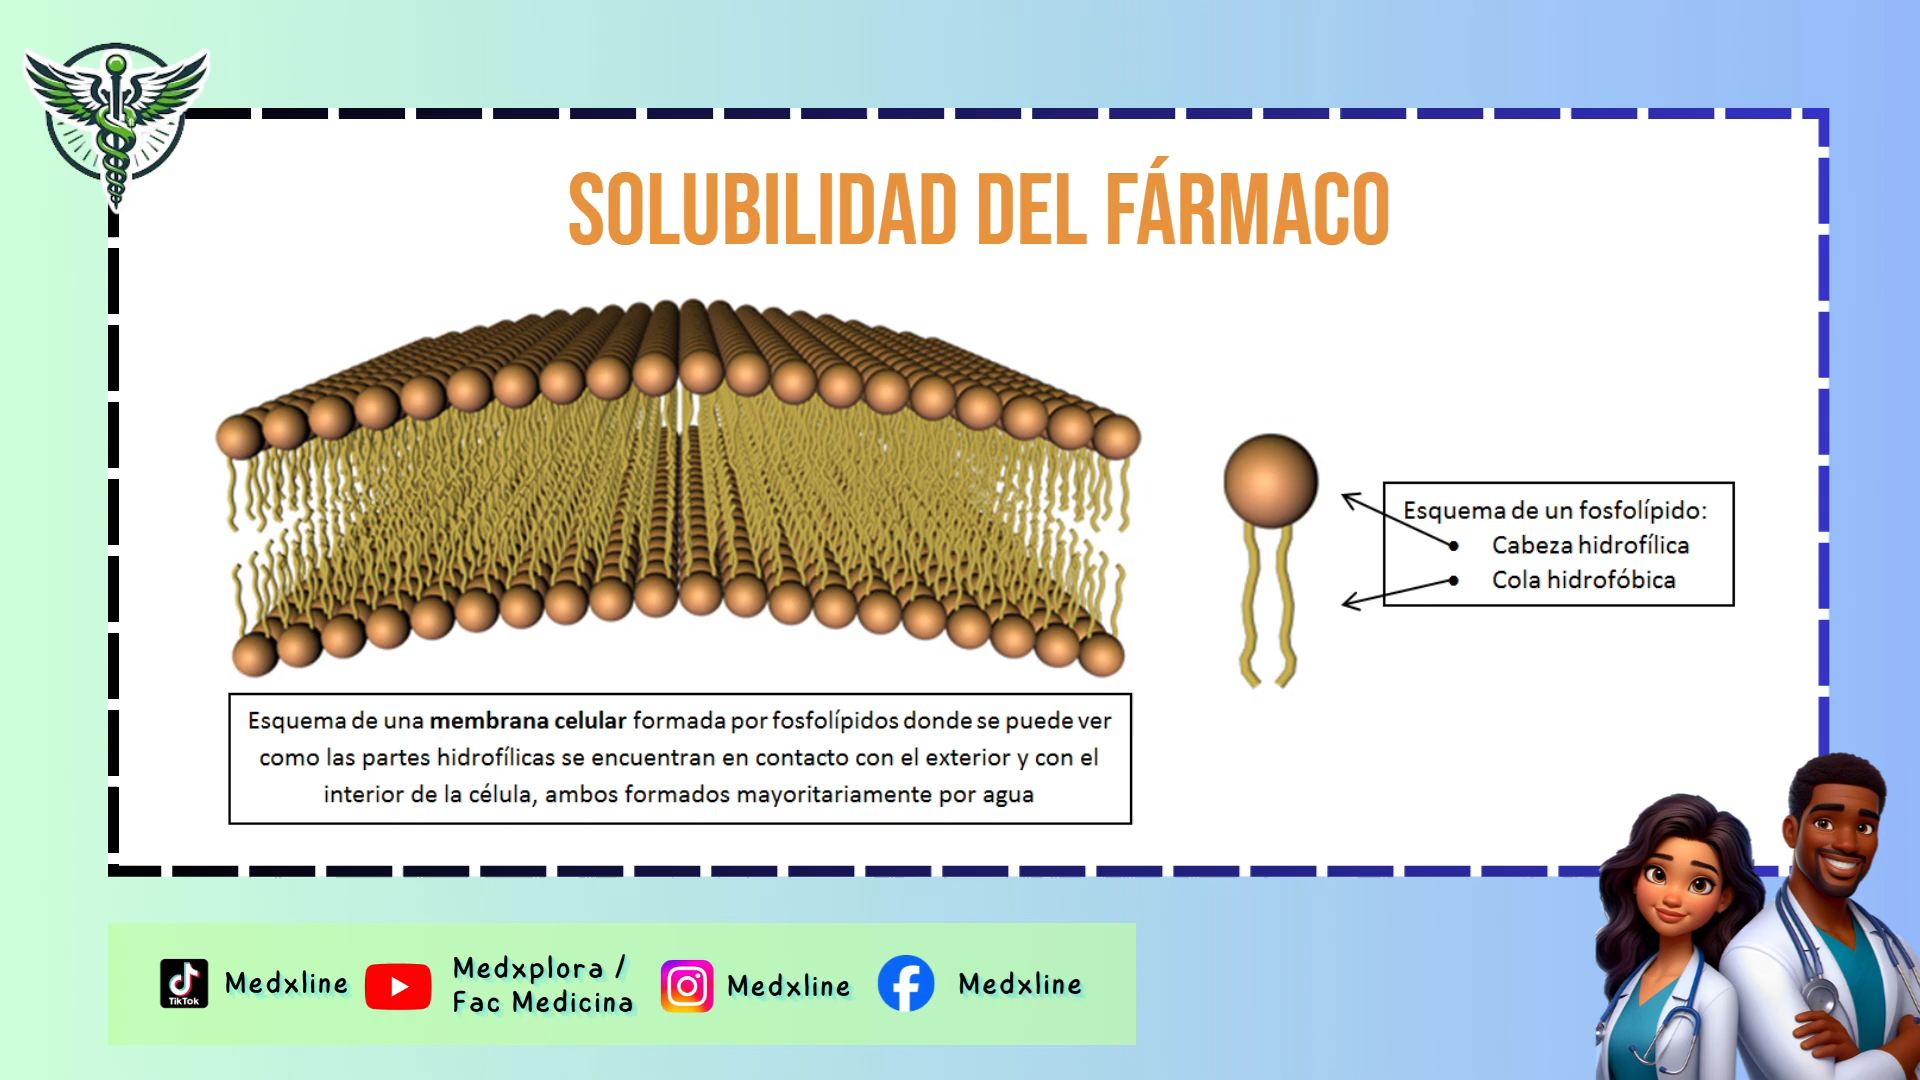 SOLUBILIDAD DEL FÁRMACO
Esquema de un fosfolípido:
• Cabeza hidrofílica
• Cola hidrofóbica
Esquema de una membrana celular formada por fosfolípidos donde se puede ver
como las partes hidrofílicas se encuentran en contacto con el exterior y con el
interior de la célula, ambos formados mayoritariamente por agua
TikTok
Medxline
Medxplora /
Fac Medicina
Medxline
Medxline